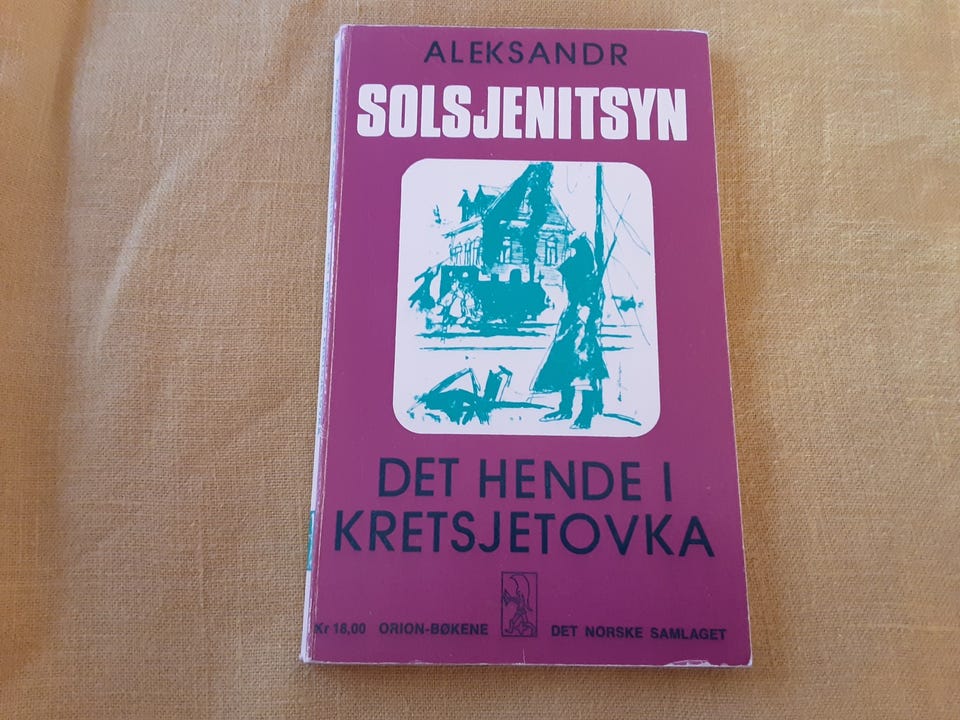 ALEKSANDR
SOLSJENITSYN
DET HENDE I
KRETSJETOVKA
Kr 18,00 ORION-BØKENE DET NORSKE SAMLAGET